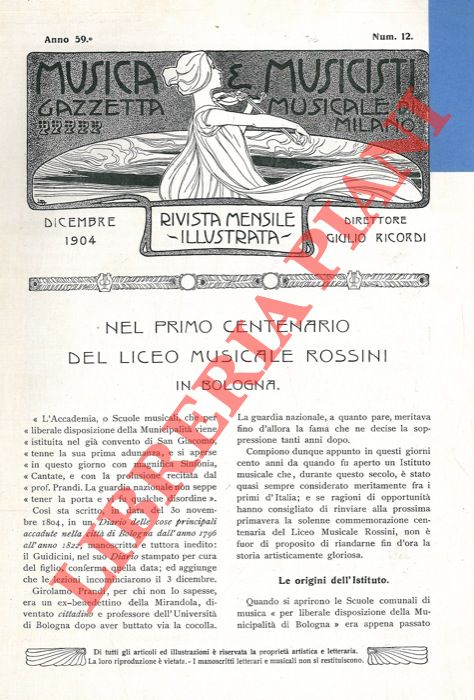 Anno 59.º
Num. 12.
MUSICA E MUSICISTI
GAZZETTA MUSICALE DI
MILANO
DICEMBRE
1904
RIVISTA MENSILE
-ILLUSTRATA-
DIRETTORE
GIULIO RICORDI
NEL PRIMO CENTENARIO
DEL LICEO MUSICALE ROSSINI
IN BOLOGNA.
« L'Accademia, o Scuole musicali, che per
« liberale disposizione della Municipalità viene
« istituita nel già convento di San Giacomo,
« tenne la sua prima adunanza e si aperse
« in questo giorno con magnifica sinfonia,
« Cantate, e con la prolusione recitata dal
« prof. Prandi. La guardia nazionale non seppe
« tener la porta e vi fu qualche disordine ».
Così sta scritto, in data del 30 novem-
bre 1804, in un Diario delle cose principali
accadute nella città di Bologna dall'anno 1796
all'anno 1822, manoscritto e tuttora inedito:
il Guidicini, nel suo Diario stampato per cura
del figlio, conferma quella data; ed aggiunge
che le lezioni incominciarono il 3 dicembre.
Girolamo Prandi, per chi non lo sapesse,
era un ex-benedettino della Mirandola, di-
ventato cittadino e professore dell'Università
di Bologna dopo aver buttato via la cocolla.
La guardia nazionale, a quanto pare, meritava
fino d'allora la fama che ne decise la sop-
pressione tanti anni dopo.
Compiono dunque appunto in questi giorni
cento anni da quando fu aperto un Istituto
musicale che, durante questo secolo, è stato
quasi sempre considerato meritamente fra i
primi d'Italia; e se ragioni di opportunità
hanno consigliato di rinviare alla prossima
primavera la solenne commemorazione cen-
tenaria del Liceo Musicale Rossini, non è
fuor di proposito di riandarne fin d'ora la
storia artisticamente gloriosa.
Le origini dell'Istituto.
Quando si aprirono le Scuole comunali di
musica « per liberale disposizione della Mu-
nicipalità di Bologna » era appena passato
Di tutti gli articoli ed illustrazioni è riservata la proprietà artistica e letteraria.
La loro riproduzione è vietata. - I manoscritti letterari e musicali non si restituiscono.
LIBRERIA PIANI